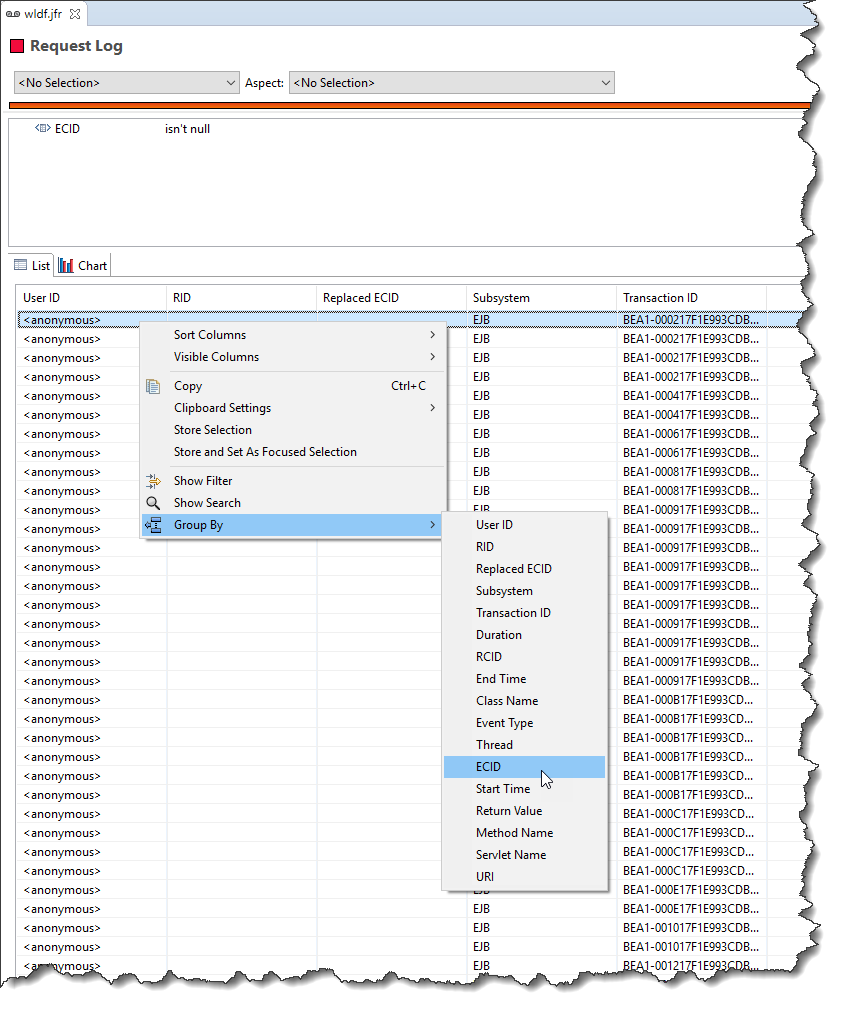 wldf.jfr
Request Log
<No Selection> Aspect: <No Selection>
ECID isn't null
List Chart
User ID RID Replaced ECID Subsystem Transaction ID
<anonymous> EJB BEA1-000217F1E993CDB...
<anonymous> EJB BEA1-000217F1E993CDB...
<anonymous> EJB BEA1-000217F1E993CDB...
<anonymous> EJB BEA1-000217F1E993CDB...
<anonymous> EJB BEA1-000417F1E993CDB...
<anonymous> EJB BEA1-000417F1E993CDB...
<anonymous> EJB BEA1-000617F1E993CDB...
<anonymous> EJB BEA1-000617F1E993CDB...
<anonymous> EJB BEA1-000817F1E993CDB...
<anonymous> EJB BEA1-000817F1E993CDB...
<anonymous> EJB BEA1-000917F1E993CDB...
<anonymous> BEA1-000917F1E993CDB...
<anonymous> BEA1-000917F1E993CDB...
<anonymous> BEA1-000917F1E993CDB...
<anonymous> BEA1-000917F1E993CDB...
<anonymous> BEA1-000917F1E993CDB...
<anonymous> BEA1-000917F1E993CDB...
<anonymous> BEA1-000917F1E993CDB...
<anonymous> BEA1-000917F1E993CDB...
<anonymous> BEA1-000917F1E993CDB...
<anonymous> BEA1-000B17F1E993CD...
<anonymous> BEA1-000B17F1E993CD...
<anonymous> BEA1-000B17F1E993CD...
<anonymous> BEA1-000B17F1E993CD...
<anonymous> BEA1-000B17F1E993CD...
<anonymous> BEA1-000B17F1E993CD...
<anonymous> BEA1-000C17F1E993CD...
<anonymous> BEA1-000C17F1E993CD...
<anonymous> BEA1-000C17F1E993CD...
<anonymous> BEA1-000C17F1E993CD...
<anonymous> EJB BEA1-000E17F1E993CDB...
<anonymous> EJB BEA1-000E17F1E993CDB...
<anonymous> EJB BEA1-001017F1E993CDB...
<anonymous> EJB BEA1-001017F1E993CDB...
<anonymous> EJB BEA1-001217F1E993CDB...
Sort Columns
Visible Columns
Copy Ctrl+C
Clipboard Settings
Store Selection
Store and Set As Focused Selection
Show Filter
Show Search
Group By
User ID
RID
Replaced ECID
Subsystem
Transaction ID
Duration
RCID
End Time
Class Name
Event Type
Thread
ECID
Start Time
Return Value
Method Name
Servlet Name
URI